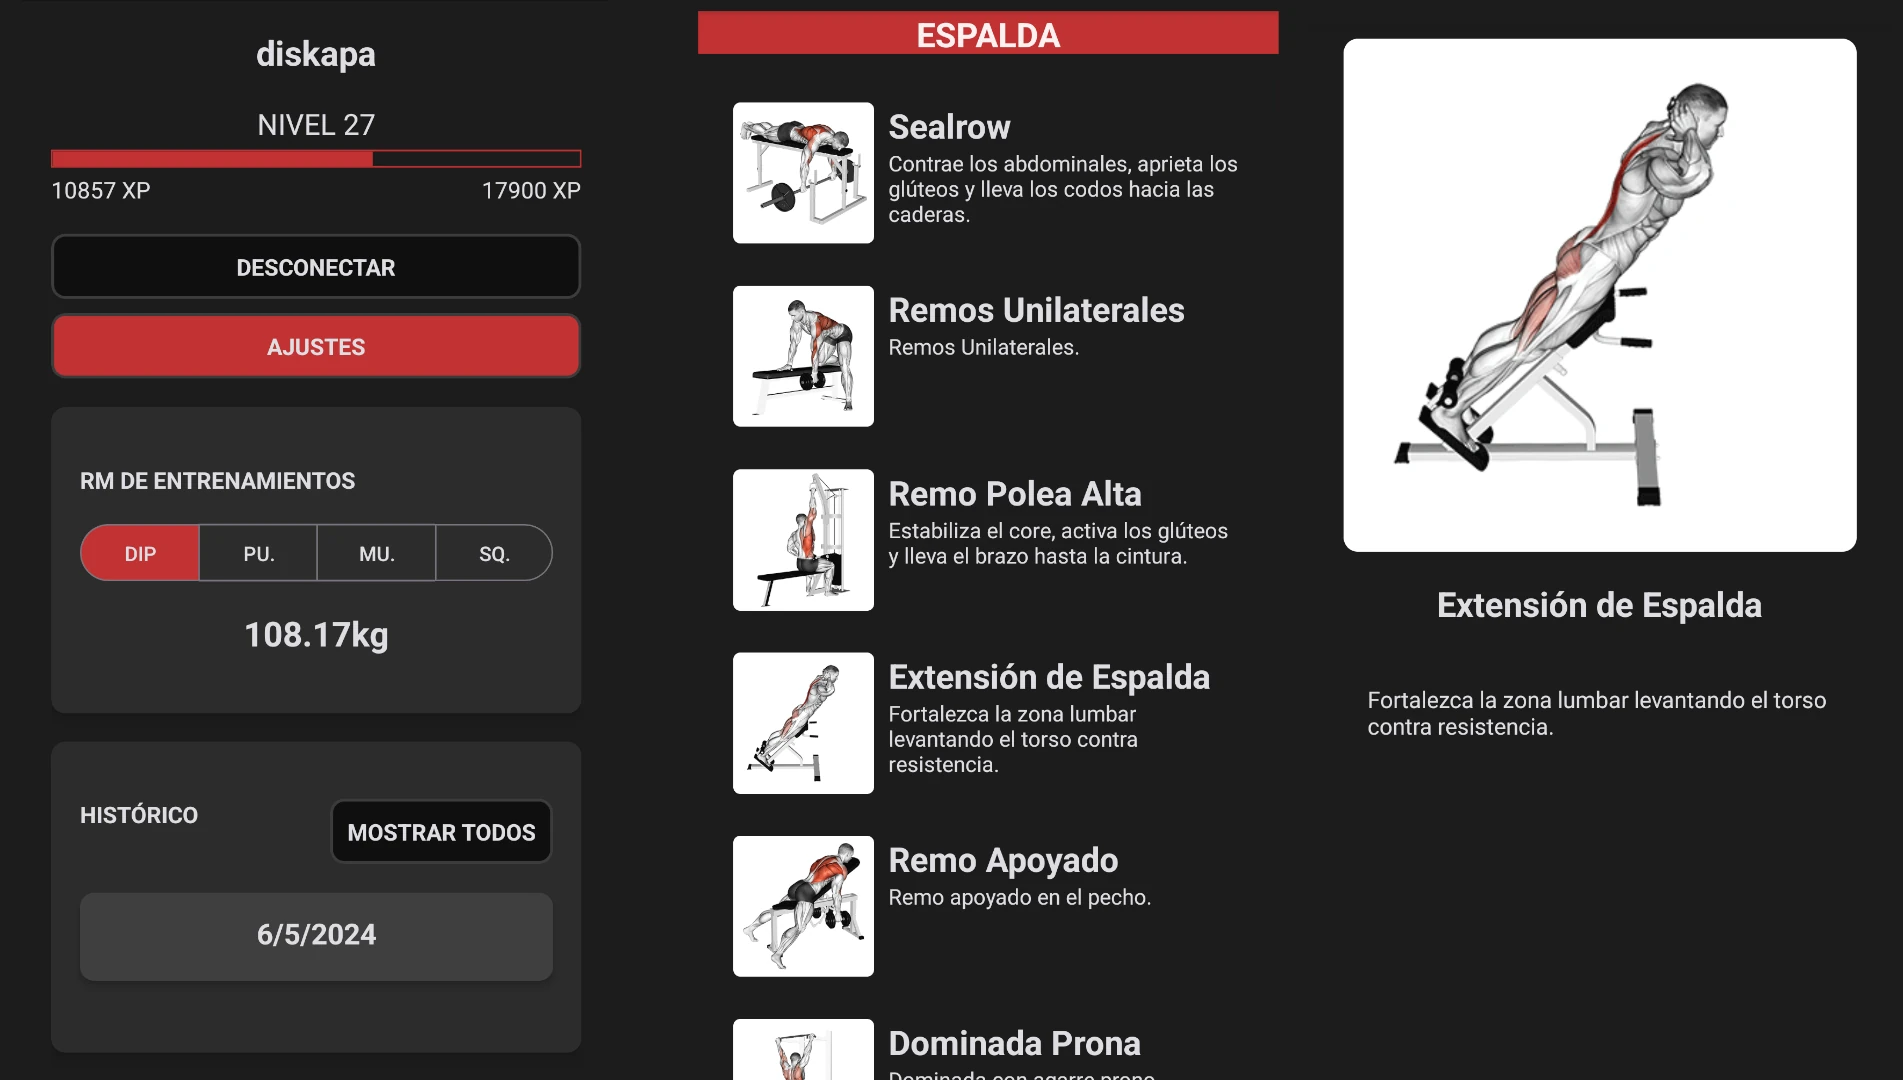 diskapa
NIVEL 27
10857 XP
17900 XP
DESCONECTAR
AJUSTES
RM DE ENTRENAMIENTOS
DIP
PU.
MU.
SQ.
108.17kg
HISTÓRICO
MOSTRAR TODOS
6/5/2024
ESPALDA
Sealrow
Contrae los abdominales, aprieta los
glúteos y lleva los codos hacia las
caderas.
Remos Unilaterales
Remos Unilaterales.
Remo Polea Alta
Estabiliza el core, activa los glúteos
y lleva el brazo hasta la cintura.
Extensión de Espalda
Fortalezca la zona lumbar
levantando el torso contra
resistencia.
Remo Apoyado
Remo apoyado en el pecho.
Dominada Prona
Dominada con agarre prono
Extensión de Espalda
Fortalezca la zona lumbar levantando el torso
contra resistencia.